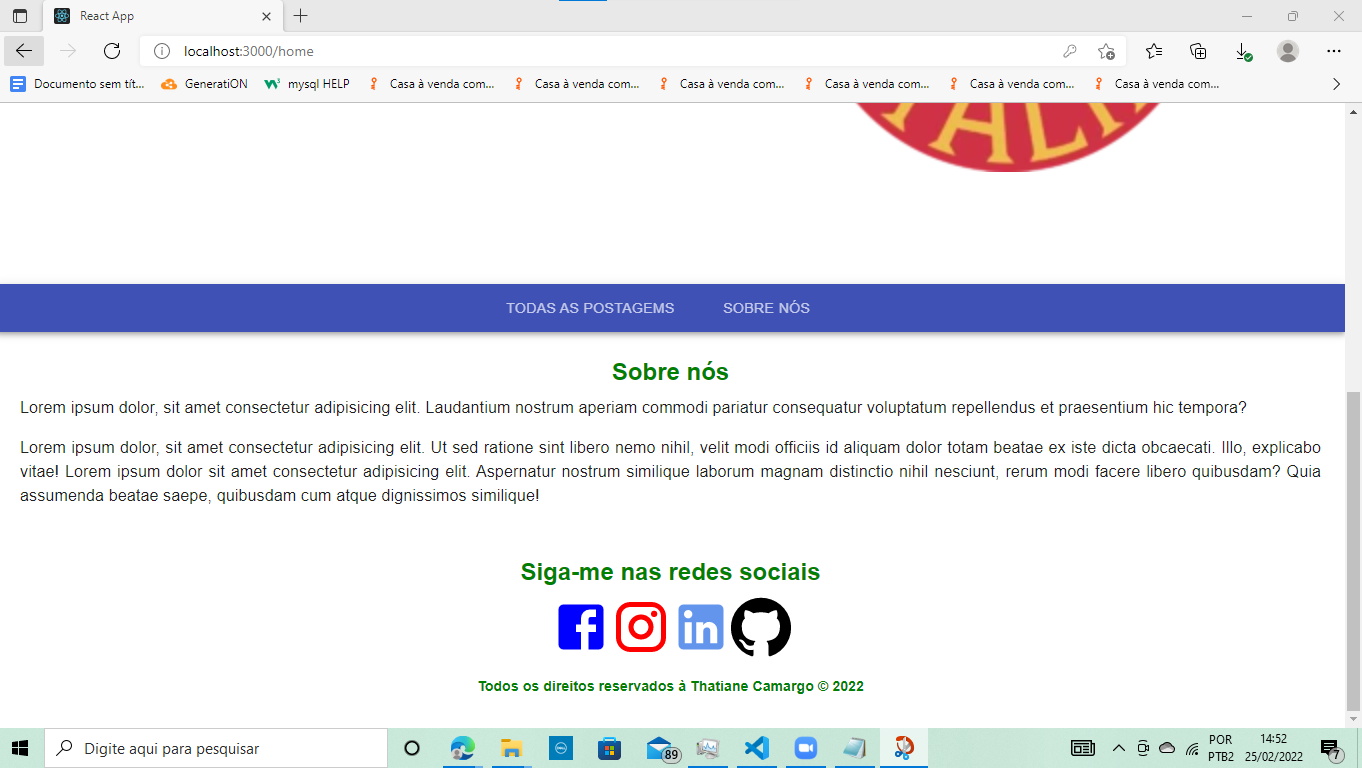 React App
localhost:3000/home
Documento sem tít... GeneratiON mysql HELP Casa à venda com... Casa à venda com... Casa à venda com... Casa à venda com... Casa à venda com... Casa à venda com...
TODAS AS POSTAGEMS SOBRE NÓS
Sobre nós
Lorem ipsum dolor, sit amet consectetur adipisicing elit. Laudantium nostrum aperiam commodi pariatur consequatur voluptatum repellendus et praesentium hic tempora?
Lorem ipsum dolor, sit amet consectetur adipisicing elit. Ut sed ratione sint libero nemo nihil, velit modi officiis id aliquam dolor totam beatae ex iste dicta obcaecati. Illo, explicabo
vitae! Lorem ipsum dolor sit amet consectetur adipisicing elit. Aspernatur nostrum similique laborum magnam distinctio nihil nesciunt, rerum modi facere libero quibusdam? Quia
assumenda beatae saepe, quibusdam cum atque dignissimos similique!
Siga-me nas redes sociais
in
Todos os direitos reservados à Thatiane Camargo © 2022
Digite aqui para pesquisar
DELL
89
POR
PTB2
14:52
25/02/2022
7